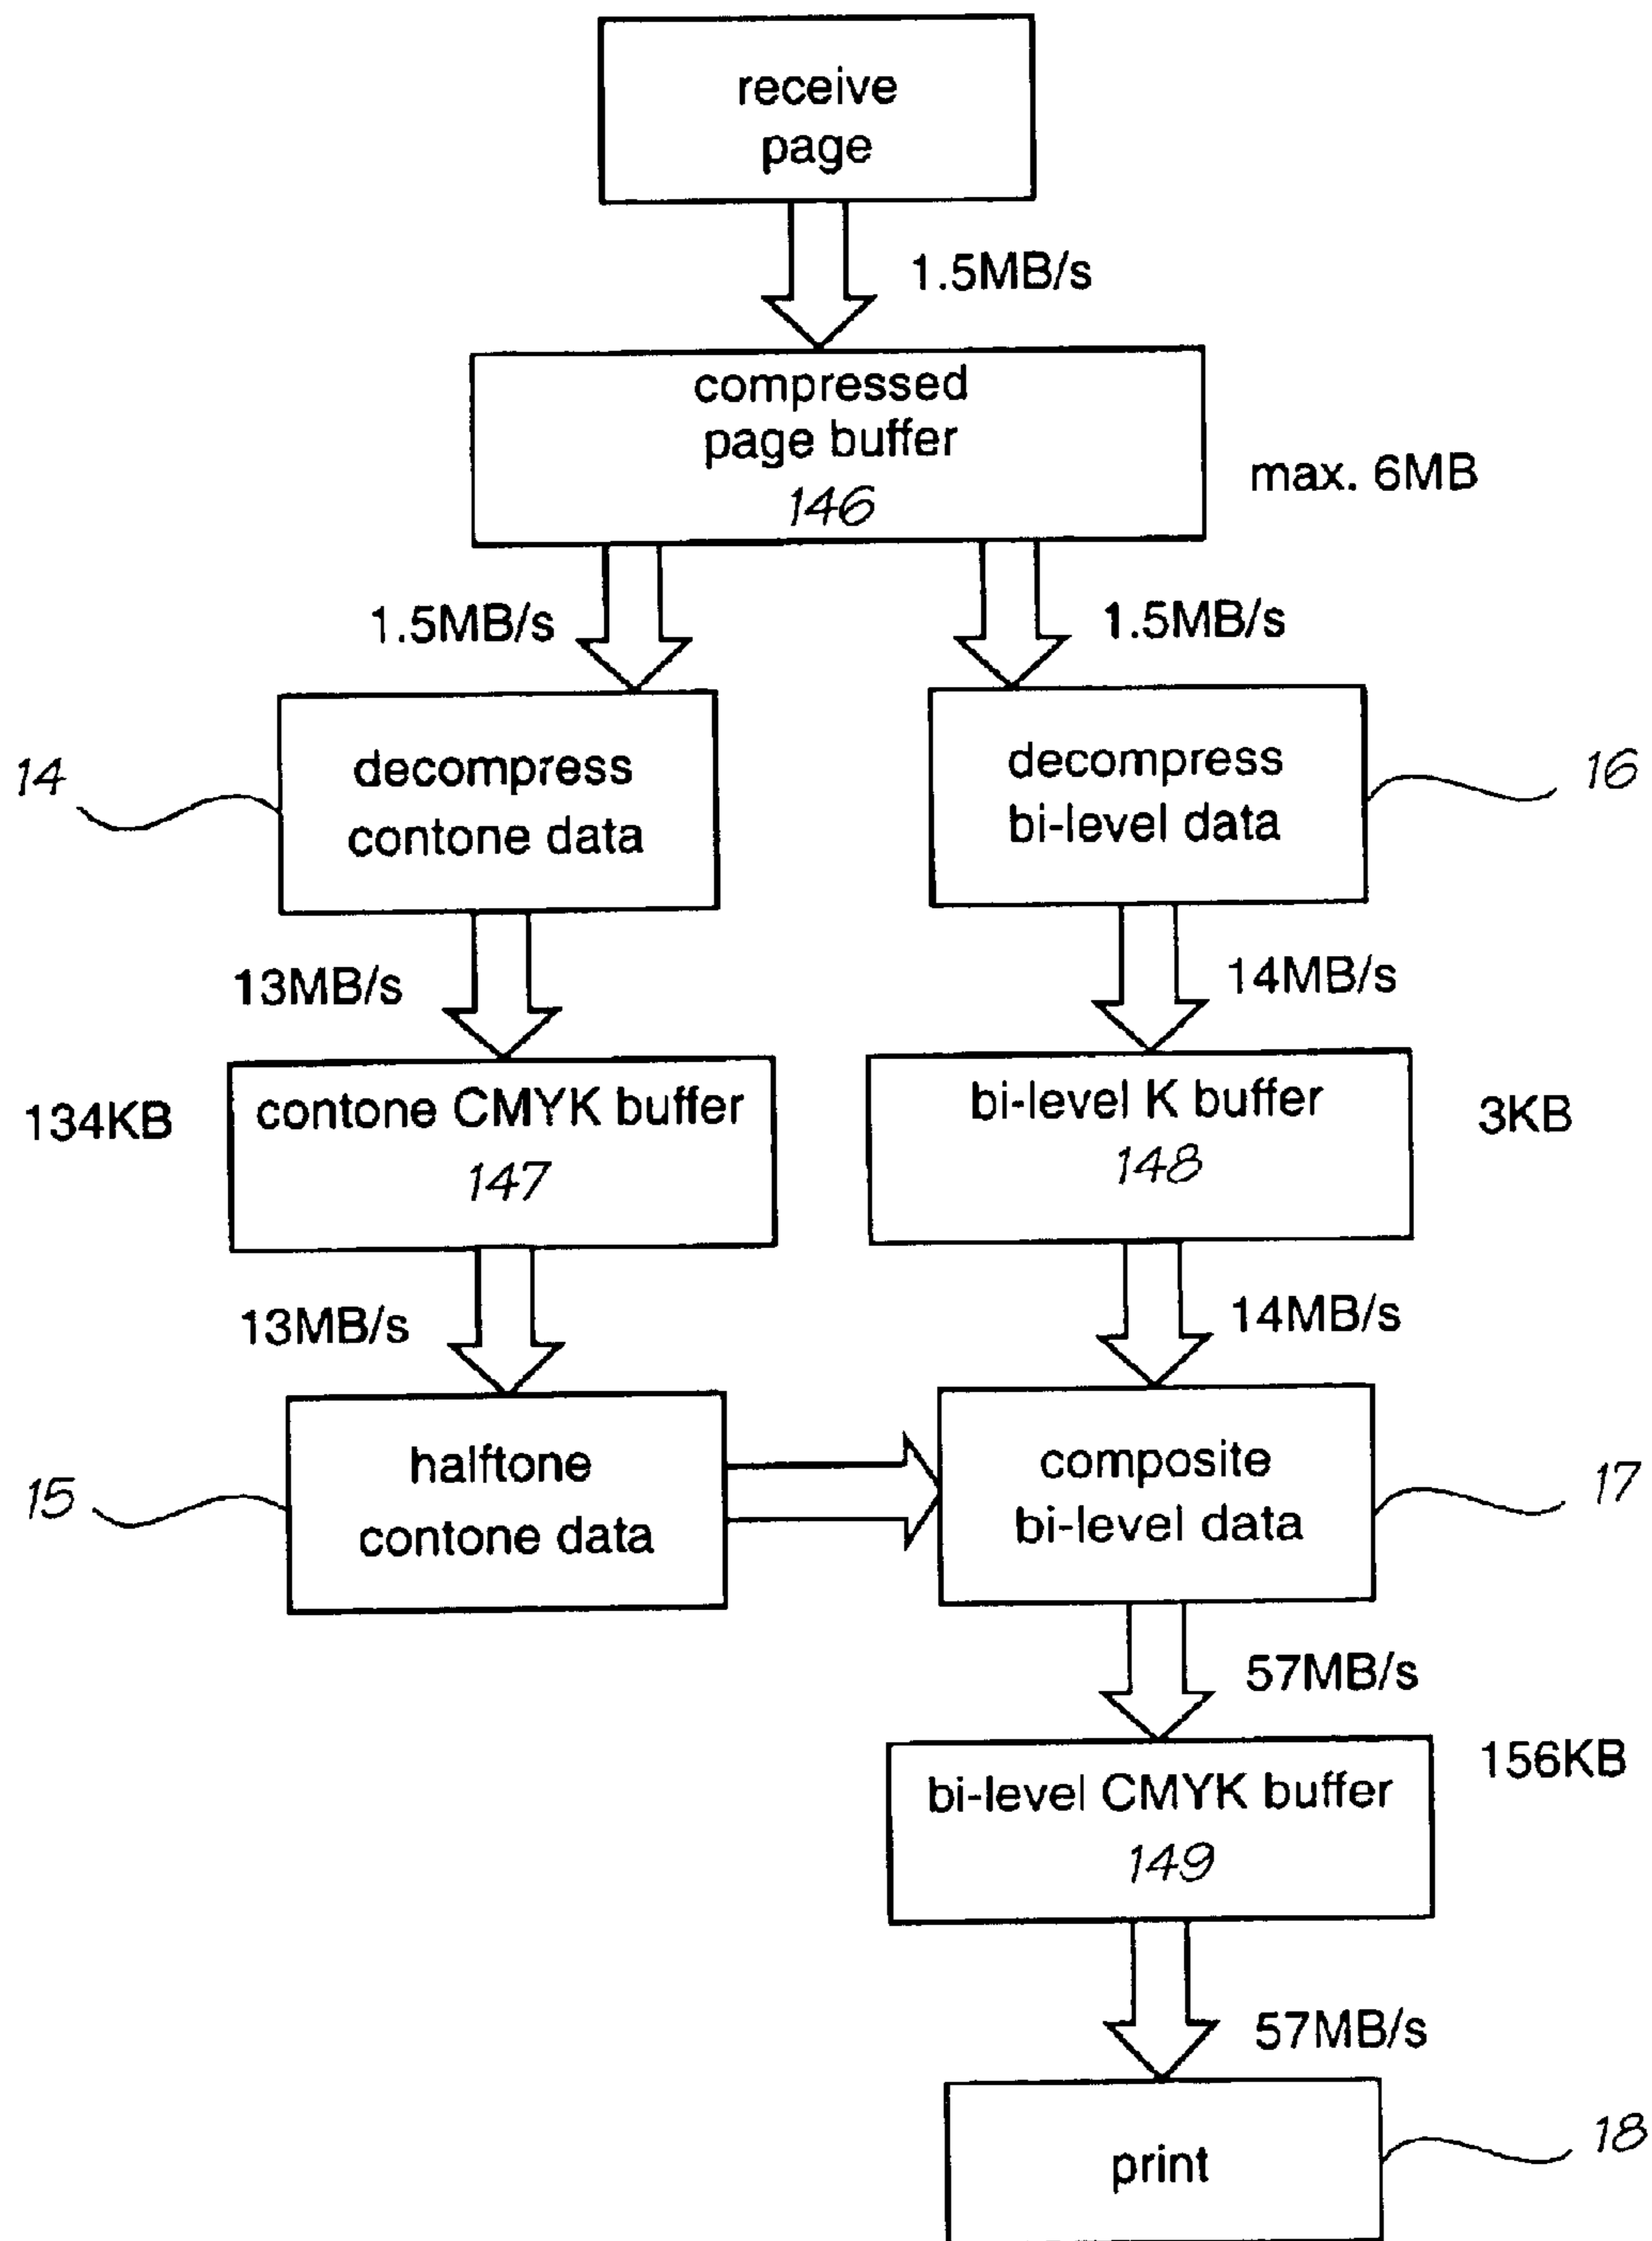 receive
page
1.5MB/s
compressed
page buffer
146
max. 6MB
1.5MB/s
1.5MB/s
14
decompress
contone data
decompress
bi-level data
16
13MB/s
14MB/s
134KB
contone CMYK buffer
147
bi-level K buffer
148
3KB
13MB/s
14MB/s
15
halftone
contone data
composite
bi-level data
17
57MB/s
bi-level CMYK buffer
149
156KB
57MB/s
print
18